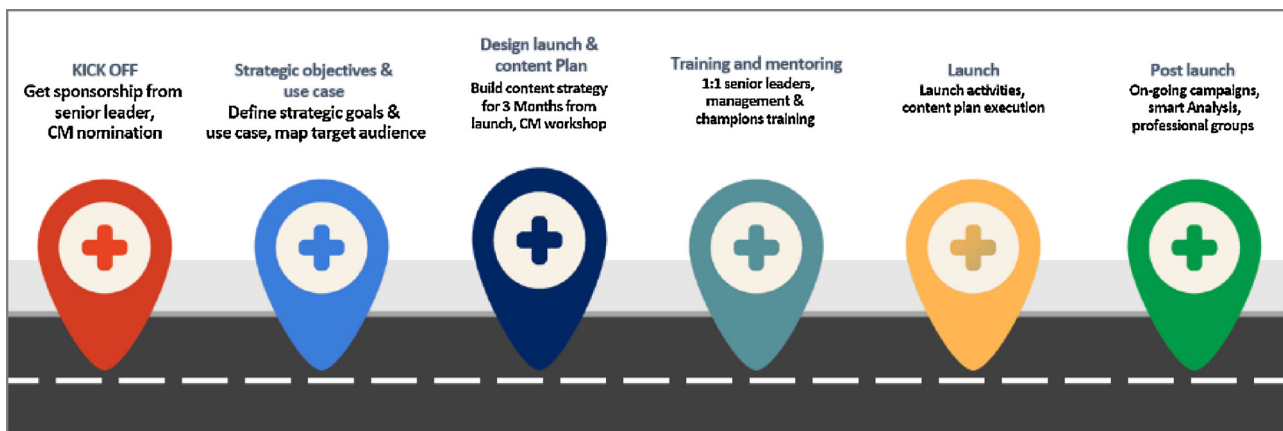 KICK OFF
Get sponsorship from
senior leader,
CM nomination
Strategic objectives &
use case
Define strategic goals &
use case, map target audience
Design launch &
content Plan
Build content strategy
for 3 Months from
launch, CM workshop
Training and mentoring
1:1 senior leaders,
management &
champions training
Launch
Launch activities,
content plan execution
Post launch
On-going campaigns,
smart Analysis,
professional groups